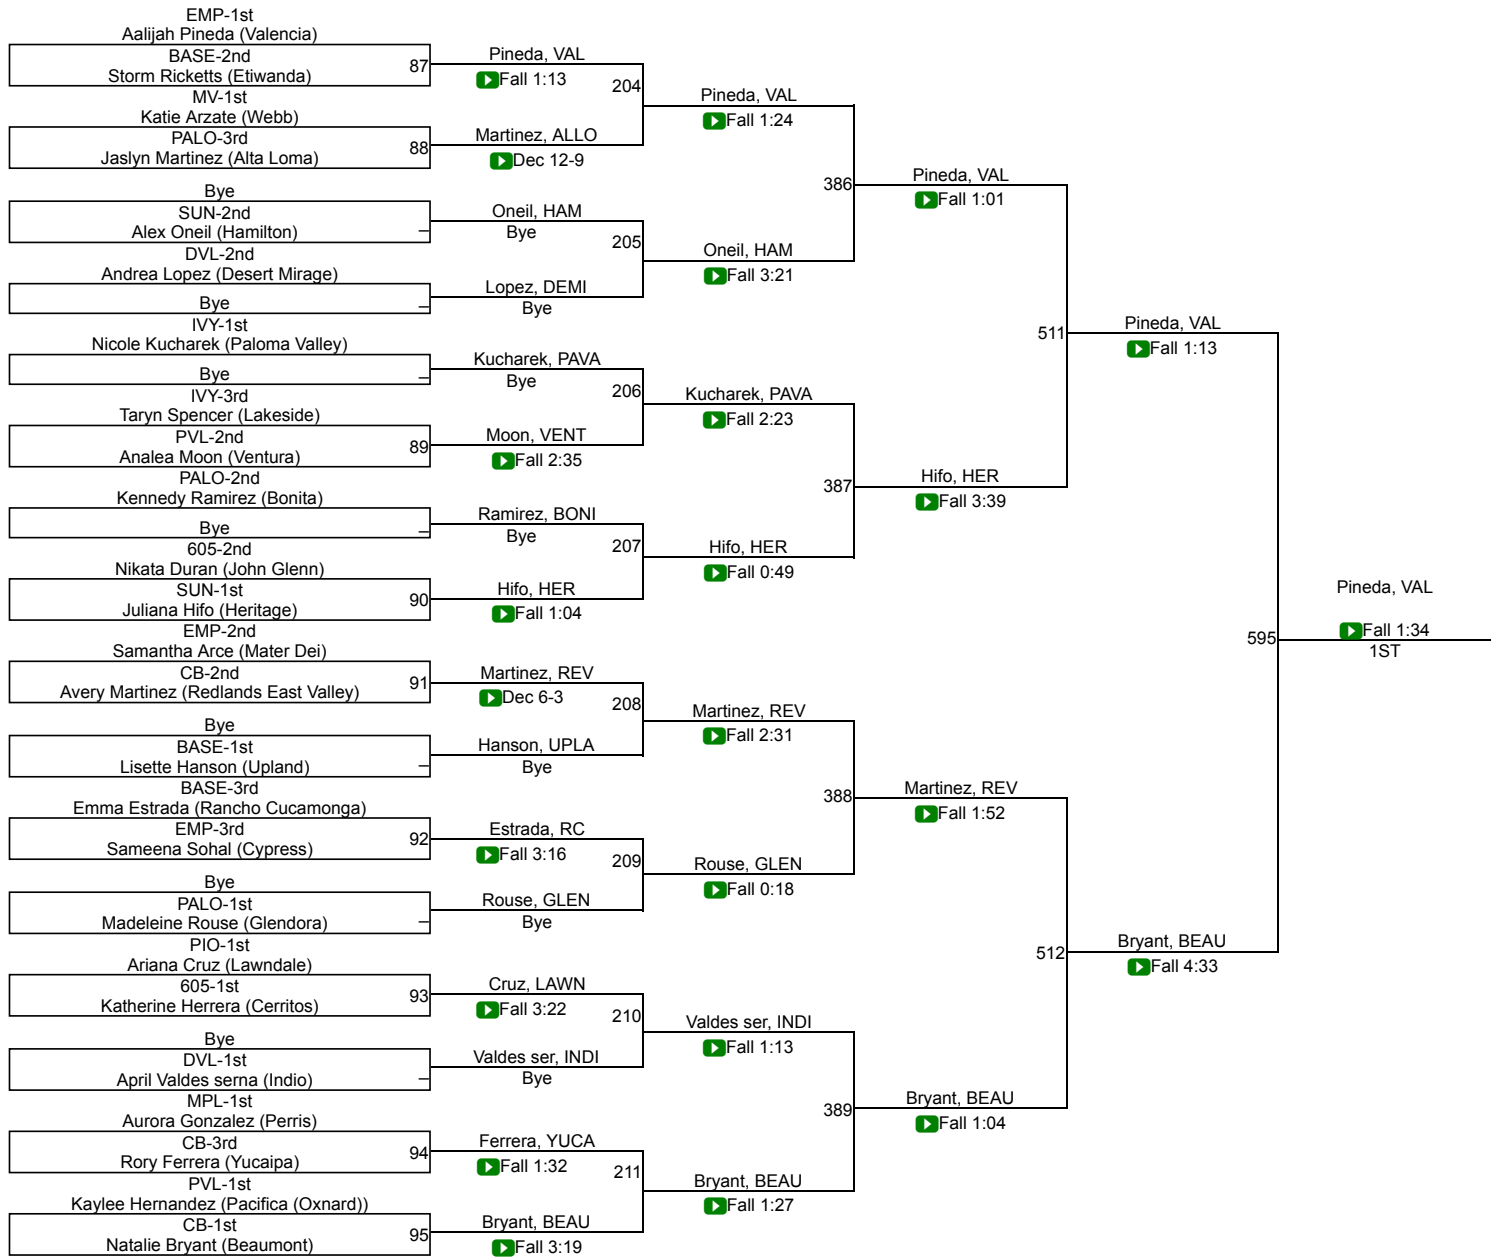 EMP-1st
Aalijah Pineda (Valencia)
BASE-2nd
Storm Ricketts (Etiwanda)
87
MV-1st
Katie Arzate (Webb)
PALO-3rd
Jaslyn Martinez (Alta Loma)
88
Bye
SUN-2nd
Alex Oneil (Hamilton)
–
DVL-2nd
Andrea Lopez (Desert Mirage)
Bye
–
IVY-1st
Nicole Kucharek (Paloma Valley)
Bye
–
IVY-3rd
Taryn Spencer (Lakeside)
PVL-2nd
Analea Moon (Ventura)
89
PALO-2nd
Kennedy Ramirez (Bonita)
Bye
–
605-2nd
Nikata Duran (John Glenn)
SUN-1st
Juliana Hifo (Heritage)
90
EMP-2nd
Samantha Arce (Mater Dei)
CB-2nd
Avery Martinez (Redlands East Valley)
91
Bye
BASE-1st
Lisette Hanson (Upland)
–
BASE-3rd
Emma Estrada (Rancho Cucamonga)
EMP-3rd
Sameena Sohal (Cypress)
92
Bye
PALO-1st
Madeleine Rouse (Glendora)
–
PIO-1st
Ariana Cruz (Lawndale)
605-1st
Katherine Herrera (Cerritos)
93
Bye
DVL-1st
April Valdes serna (Indio)
–
MPL-1st
Aurora Gonzalez (Perris)
CB-3rd
Rory Ferrera (Yucaipa)
94
PVL-1st
Kaylee Hernandez (Pacifica (Oxnard))
CB-1st
Natalie Bryant (Beaumont)
95
Pineda, VAL
Fall 1:13
204
Martinez, ALLO
Dec 12-9
Oneil, HAM
Bye
205
Lopez, DEMI
Bye
Kucharek, PAVA
Bye
206
Moon, VENT
Fall 2:35
Ramirez, BONI
Bye
207
Hifo, HER
Fall 1:04
Martinez, REV
Dec 6-3
208
Hanson, UPLA
Bye
Estrada, RC
Fall 3:16
209
Rouse, GLEN
Bye
Cruz, LAWN
Fall 3:22
210
Valdes ser, INDI
Bye
Ferrera, YUCA
Fall 1:32
211
Bryant, BEAU
Fall 3:19
Pineda, VAL
Fall 1:24
386
Oneil, HAM
Fall 3:21
Kucharek, PAVA
Fall 2:23
387
Hifo, HER
Fall 0:49
Martinez, REV
Fall 2:31
388
Rouse, GLEN
Fall 0:18
Valdes ser, INDI
Fall 1:13
389
Bryant, BEAU
Fall 1:27
Pineda, VAL
Fall 1:01
511
Hifo, HER
Fall 3:39
Martinez, REV
Fall 1:52
512
Bryant, BEAU
Fall 1:04
Pineda, VAL
Fall 1:13
595
Bryant, BEAU
Fall 4:33
Pineda, VAL
Fall 1:34
1ST